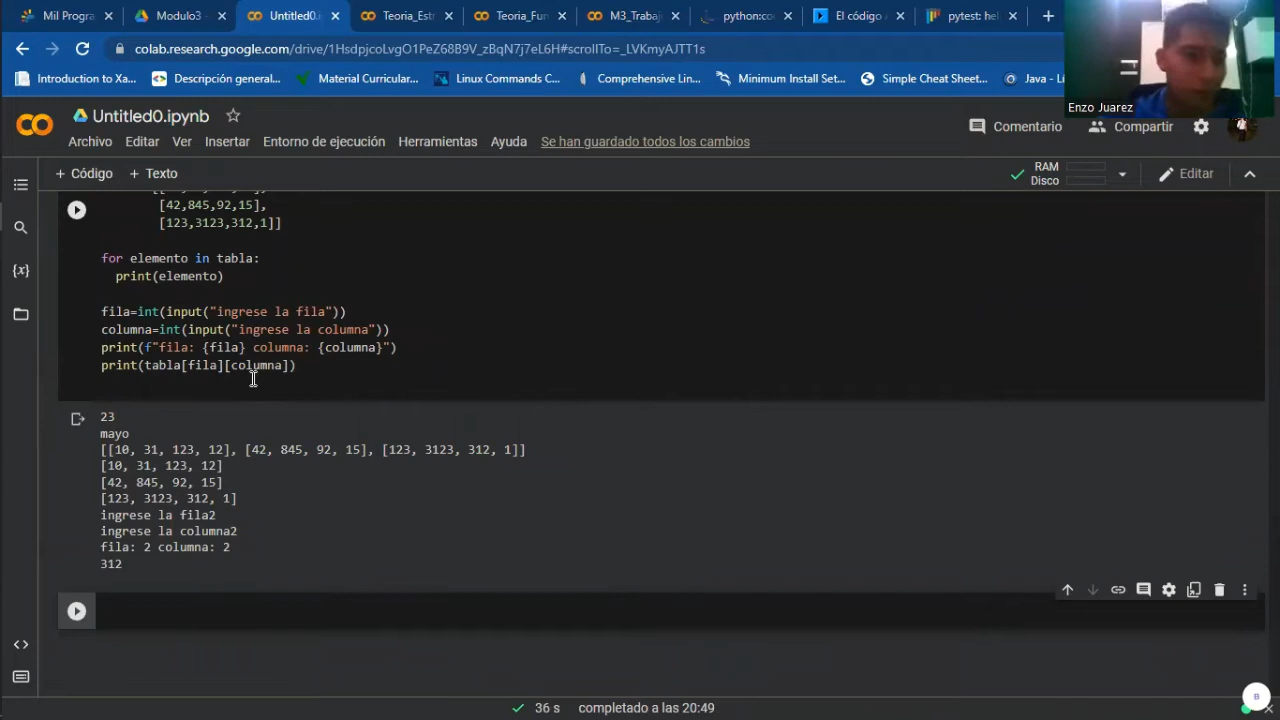 Mil Progra
Modulo3
Untitled0.i
Teoria_Estr
Teoria_Fun
M3_Trabaj
python:co
El código A
pytest: hel
colab.research.google.com/drive/1HsdpjcoLvgO1PeZ68B9V_zBqN7j7eL6H#scrollTo=_LVKmyAJTT1s
Introduction to Xa...
Descripción general...
Material Curricular...
Linux Commands C...
Comprehensive Lin...
Minimum Install Set...
Simple Cheat Sheet...
Java - Li
Enzo Juarez
Untitled0.ipynb
Comentario
Compartir
Archivo Editar Ver Insertar Entorno de ejecución Herramientas Ayuda Se han guardado todos los cambios
+ Código + Texto
RAM
Disco
Editar
[42,845,92,15],
[123,3123,312,1]]
for elemento in tabla:
print(elemento)
fila=int(input("ingrese la fila"))
columna=int(input("ingrese la columna"))
print(f"fila: {fila} columna: {columna}")
print(tabla[fila][columna])
23
mayo
[[10, 31, 123, 12], [42, 845, 92, 15], [123, 3123, 312, 1]]
[10, 31, 123, 12]
[42, 845, 92, 15]
[123, 3123, 312, 1]
ingrese la fila2
ingrese la columna2
fila: 2 columna: 2
312
36 s completado a las 20:49
B